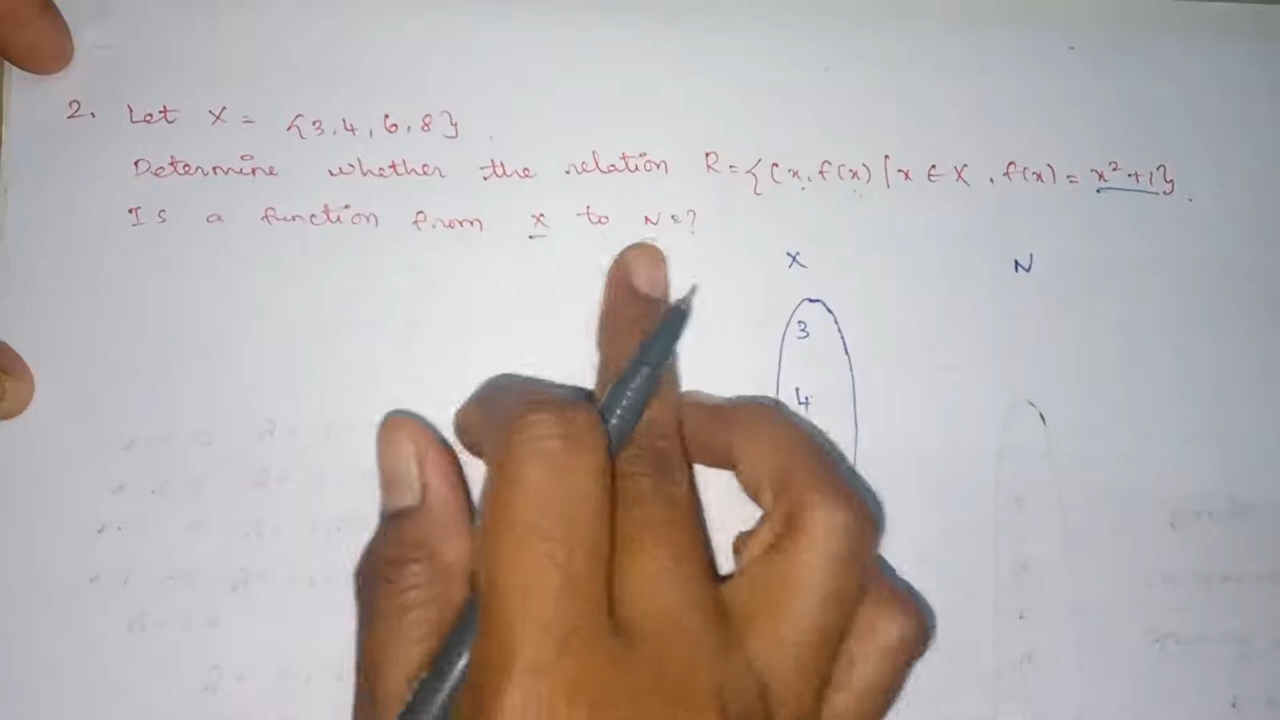 2. Let X = {3, 4, 6, 8}.
Determine whether the relation R = {(x, f(x) | x ∈ X, f(x) = x² + 1}.
Is a function from x to N?
X N
3
4